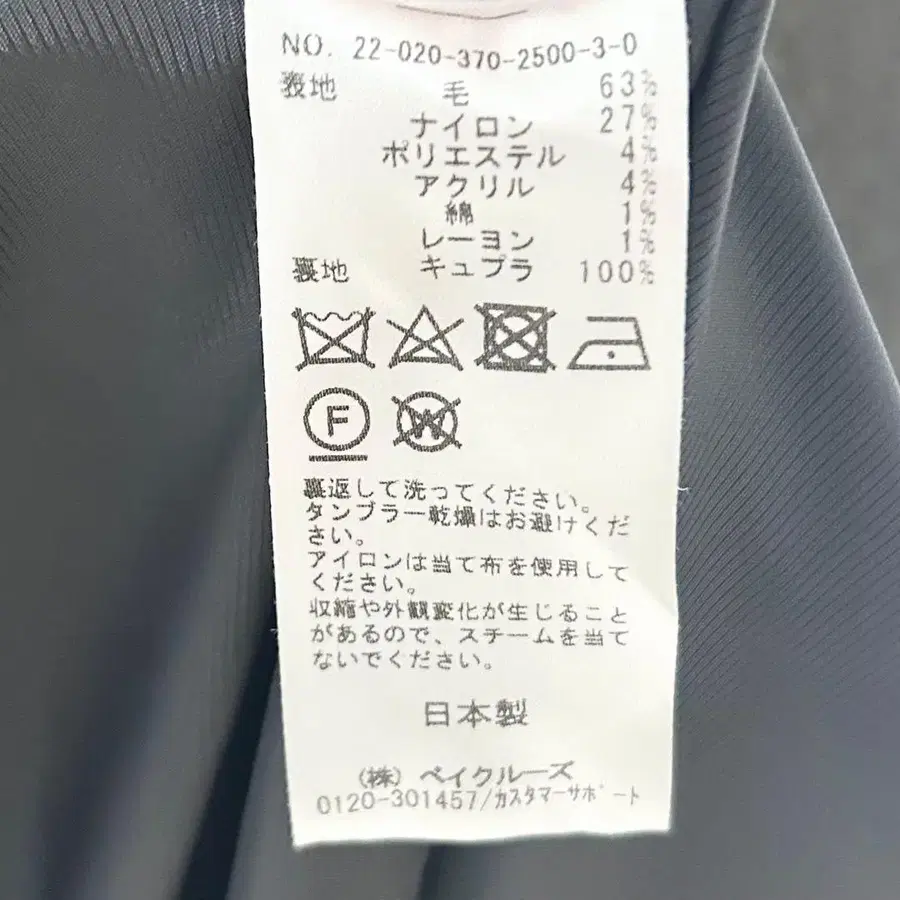 NO. 22-020-370-2500-3-0
表地 毛 63%
ナイロン 27%
ポリエステル 4%
アクリル 4%
綿 1%
レーヨン 1%
裏地 キュプラ 100%
F
W
裏返して洗ってください。
タンブラー乾燥はお避けくだ
さい。
アイロンは当て布を使用して
ください。
収縮や外観変化が生じること
があるので、スチームを当て
ないでください。
日本製
(株) ベイクルーズ
0120-301457/カスタマーサポート